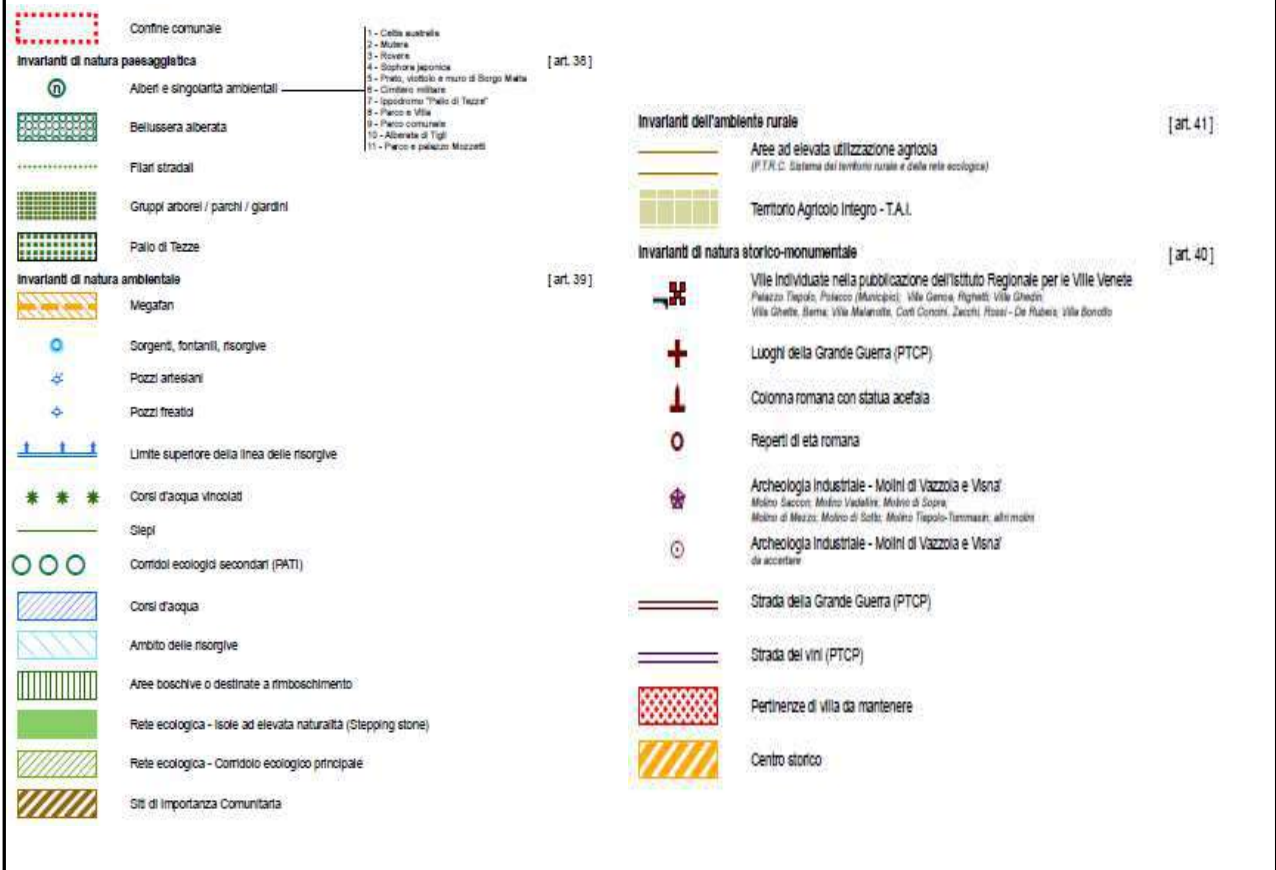 Confine comunale
Invarianti di natura paesaggistica [ art. 38 ]
n
Alberi e singolarità ambientali
1 - Celtis australis
2 - Mutera
3 - Rovere
4 - Sophora japonica
5 - Prato, viottolo e muro di Borgo Malta
6 - Cimitero militare
7 - Ippodromo "Palio di Tezze"
8 - Parco e Villa
9 - Parco comunale
10 - Alberata di Tigli
11 - Parco e palazzo Mozzetti
Bellussera alberata
Filari stradali
Gruppi arborei / parchi / giardini
Palio di Tezze
Invarianti di natura ambientale [ art. 39 ]
Megafan
Sorgenti, fontanili, risorgive
Pozzi artesiani
Pozzi freatici
Limite superiore della linea delle risorgive
Corsi d'acqua vincolati
Siepi
Corridoi ecologici secondari (PATI)
Corsi d'acqua
Ambito delle risorgive
Aree boschive o destinate a rimboschimento
Rete ecologica - Isole ad elevata naturalità (Stepping stone)
Rete ecologica - Corridoio ecologico principale
Siti di Importanza Comunitaria
Invarianti dell'ambiente rurale [ art. 41 ]
Aree ad elevata utilizzazione agricola
(P.T.R.C. Sistema del territorio rurale e della rete ecologica)
Territorio Agricolo Integro - T.A.I.
Invarianti di natura storico-monumentale [ art. 40 ]
Ville individuate nella pubblicazione dell'Istituto Regionale per le Ville Venete
Palazzo Tiepolo, Polacco (Municipio); Villa Genova, Righetti; Villa Ghedin;
Villa Ghette, Barna; Villa Malanotte, Corti Concini, Zacchi, Rossi - De Rubeis; Villa Bonotto
Luoghi della Grande Guerra (PTCP)
Colonna romana con statua acefala
Reperti di età romana
Archeologia Industriale - Molini di Vazzola e Visna'
Molino Saccon; Molino Vadalini; Molino di Sopra;
Molino di Mezzo; Molino di Sotto; Molino Tiepolo-Tommasin; altri molini
Archeologia Industriale - Molini di Vazzola e Visna'
da accertare
Strada della Grande Guerra (PTCP)
Strada dei vini (PTCP)
Pertinenze di villa da mantenere
Centro storico